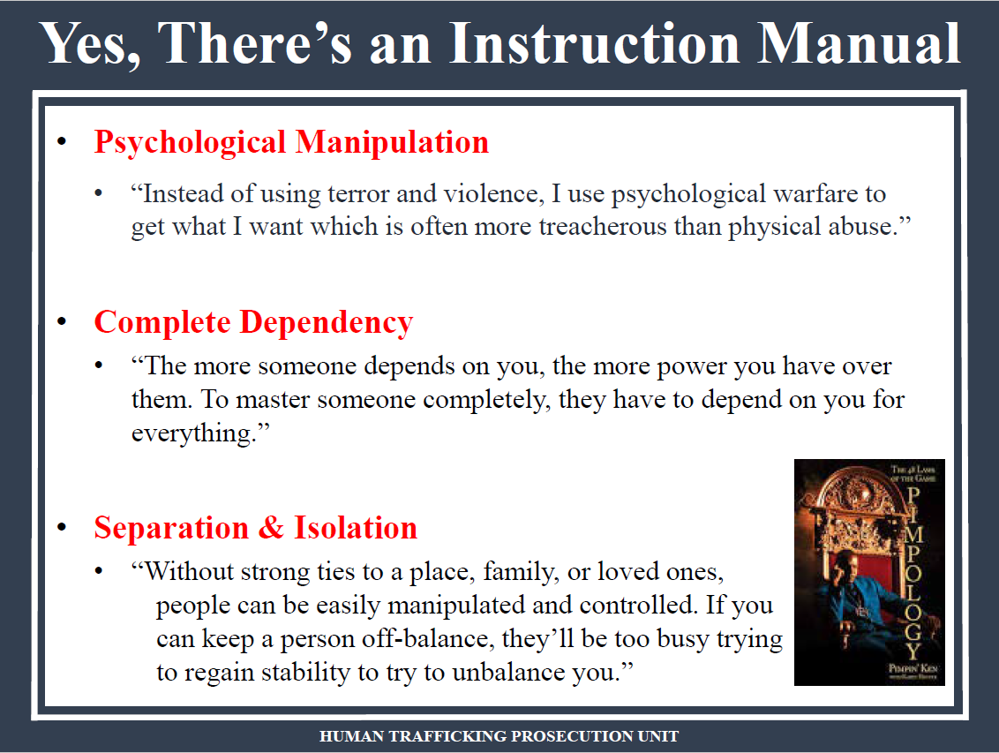 Yes, There’s an Instruction Manual
• Psychological Manipulation
• “Instead of using terror and violence, I use psychological warfare to
get what I want which is often more treacherous than physical abuse.”
• Complete Dependency
• “The more someone depends on you, the more power you have over
them. To master someone completely, they have to depend on you for
everything.”
• Separation & Isolation
• “Without strong ties to a place, family, or loved ones,
people can be easily manipulated and controlled. If you
can keep a person off-balance, they’ll be too busy trying
to regain stability to try to unbalance you.”
THE 48 LAWS
OF THE GAME
PIMPOLOGY
PIMPIN’ KEN
HUMAN TRAFFICKING PROSECUTION UNIT